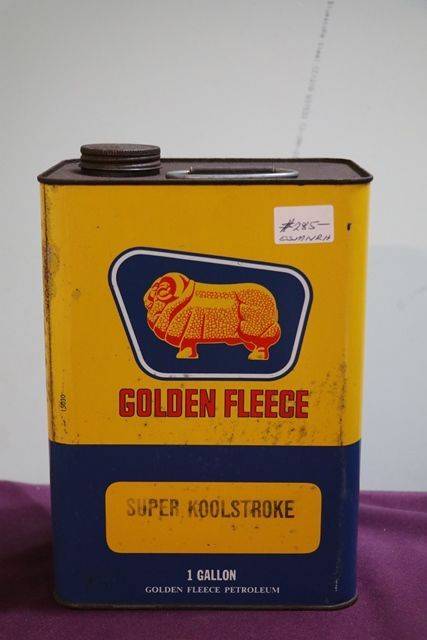 #285-
GOLDEN FLEECE
SUPER KOOLSTROKE
1 GALLON
GOLDEN FLEECE PETROLEUM